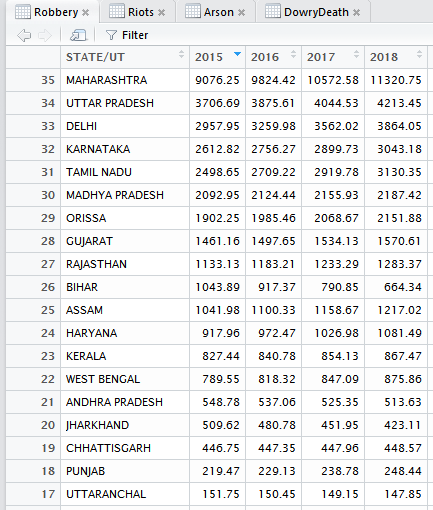 Robbery × Riots × Arson × DowryDeath ×
Filter
STATE/UT 2015 2016 2017 2018
35 MAHARASHTRA 9076.25 9824.42 10572.58 11320.75
34 UTTAR PRADESH 3706.69 3875.61 4044.53 4213.45
33 DELHI 2957.95 3259.98 3562.02 3864.05
32 KARNATAKA 2612.82 2756.27 2899.73 3043.18
31 TAMIL NADU 2498.65 2709.22 2919.78 3130.35
30 MADHYA PRADESH 2092.95 2124.44 2155.93 2187.42
29 ORISSA 1902.25 1985.46 2068.67 2151.88
28 GUJARAT 1461.16 1497.65 1534.13 1570.61
27 RAJASTHAN 1133.13 1183.21 1233.29 1283.37
26 BIHAR 1043.89 917.37 790.85 664.34
25 ASSAM 1041.98 1100.33 1158.67 1217.02
24 HARYANA 917.96 972.47 1026.98 1081.49
23 KERALA 827.44 840.78 854.13 867.47
22 WEST BENGAL 789.55 818.32 847.09 875.86
21 ANDHRA PRADESH 548.78 537.06 525.35 513.63
20 JHARKHAND 509.62 480.78 451.95 423.11
19 CHHATTISGARH 446.75 447.35 447.96 448.57
18 PUNJAB 219.47 229.13 238.78 248.44
17 UTTARANCHAL 151.75 150.45 149.15 147.85